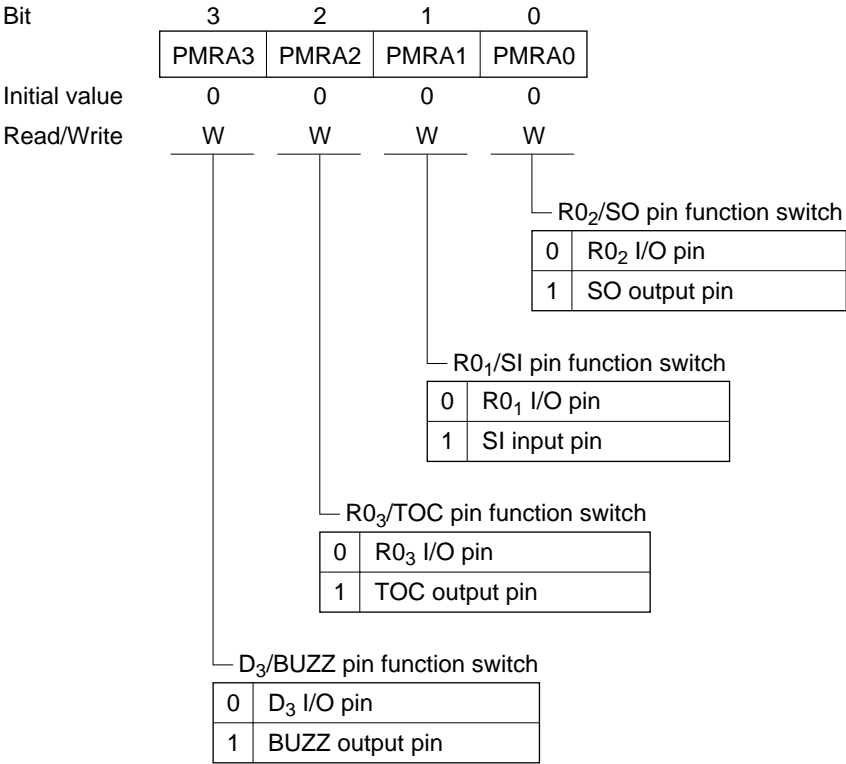 Bit 3 2 1 0
PMRA3 PMRA2 PMRA1 PMRA0
Initial value 0 0 0 0
Read/Write W W W W
R0₂/SO pin function switch
0 R0₂ I/O pin
1 SO output pin
R0₁/SI pin function switch
0 R0₁ I/O pin
1 SI input pin
R0₃/TOC pin function switch
0 R0₃ I/O pin
1 TOC output pin
D₃/BUZZ pin function switch
0 D₃ I/O pin
1 BUZZ output pin